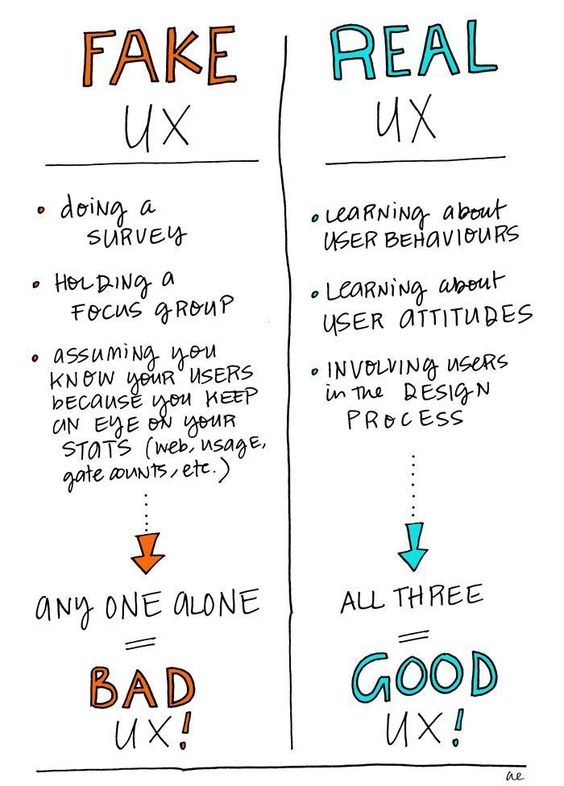 FAKE
UX
• doing a
SURVEY
• HOLDING a
FOCUS GROUP
• assuming you
KNOW YOUR USERS
because you KEEP
an EYE ON YOUR
STATS (web, usage,
gate counts, etc.)
any ONE ALONE
=
BAD
UX!
REAL
UX
• Learning about
USER BEHAVIOURS
• Learning about
USER ATTITUDES
• INVOLVING users
in the DESIGN
PROCESS
ALL THREE
=
GOOD
UX!
ae